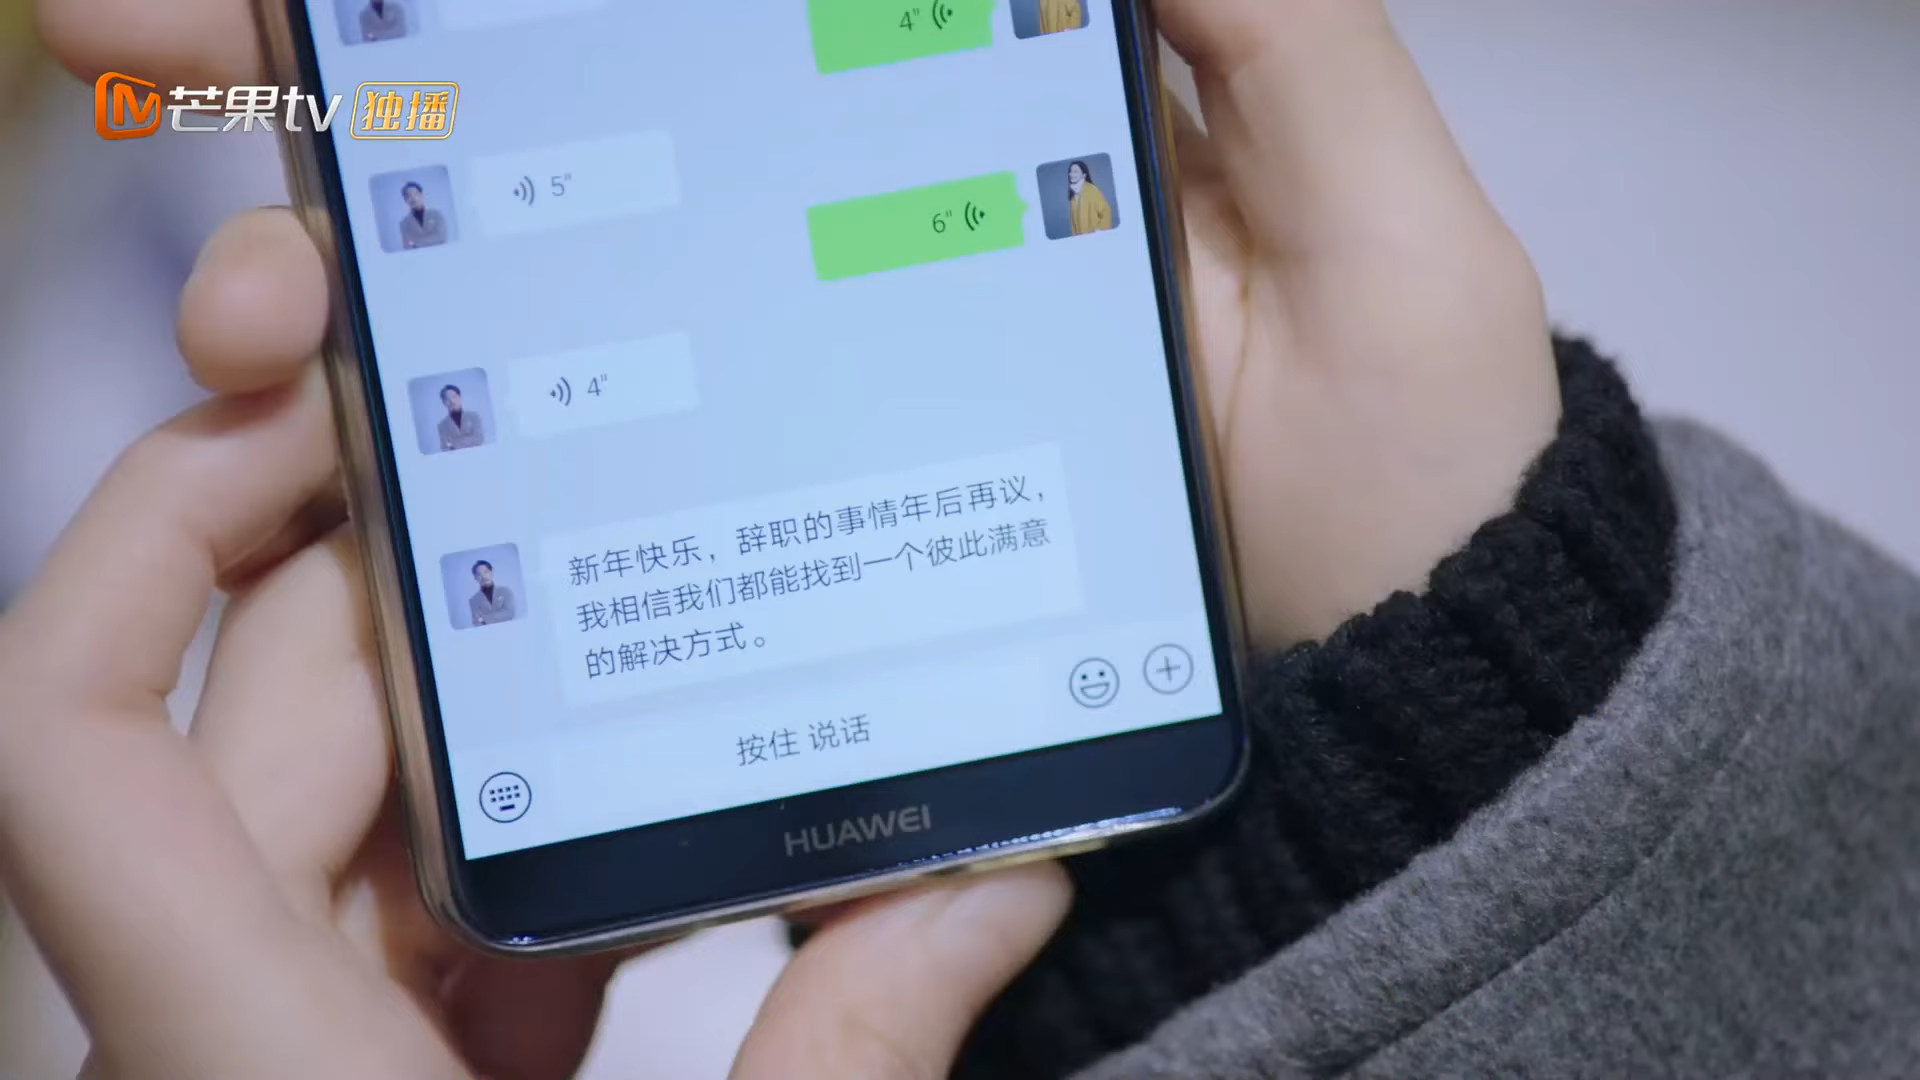 芒果tv 独播
4"
5"
6"
4"
新年快乐，辞职的事情年后再议，
我相信我们都能找到一个彼此满意
的解决方式。
按住 说话
HUAWEI